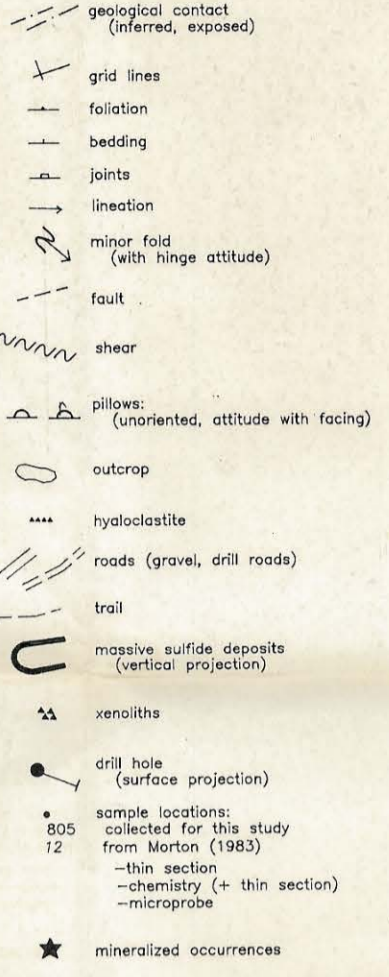 geological contact
(inferred, exposed)
grid lines
foliation
bedding
joints
lineation
minor fold
(with hinge attitude)
fault
shear
pillows:
(unoriented, attitude with facing)
outcrop
hyaloclastite
roads (gravel, drill roads)
trail
massive sulfide deposits
(vertical projection)
xenoliths
drill hole
(surface projection)
sample locations:
805 collected for this study
12 from Morton (1983)
-thin section
-chemistry (+ thin section)
-microprobe
mineralized occurrences